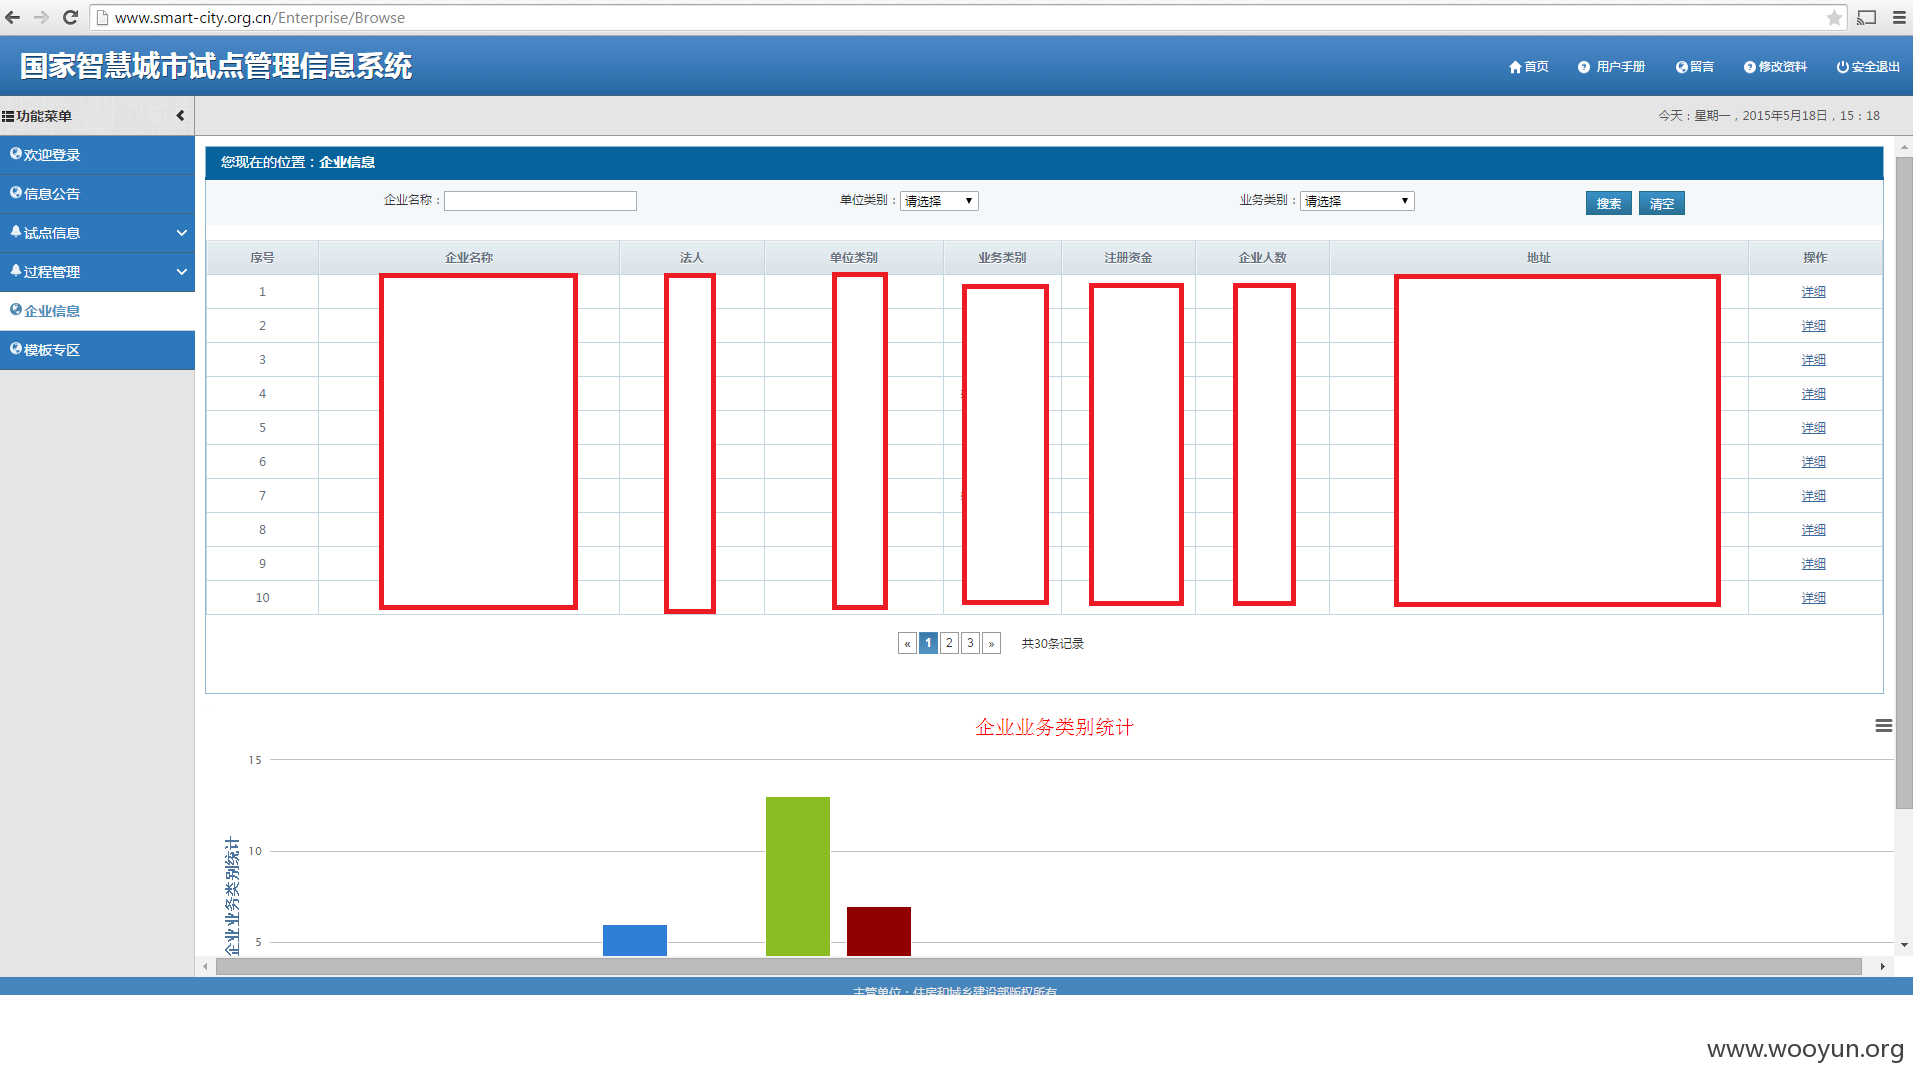 www.smart-city.org.cn/Enterprise/Browse
国家智慧城市试点管理信息系统
首页 用户手册 留言 修改资料 安全退出
功能菜单
今天：星期一，2015年5月18日，15：18
欢迎登录
信息公告
试点信息
过程管理
企业信息
模板专区
您现在的位置：企业信息
企业名称： 单位类别： 请选择 业务类别： 请选择 搜索 清空
序号 企业名称 法人 单位类别 业务类别 注册资金 企业人数 地址 操作
1 详细
2 详细
3 详细
4 详细
5 详细
6 详细
7 详细
8 详细
9 详细
10 详细
« 1 2 3 » 共30条记录
企业业务类别统计
15
10
5
企业业务类别统计
主管单位：住房和城乡建设部版权所有
www.wooyun.org